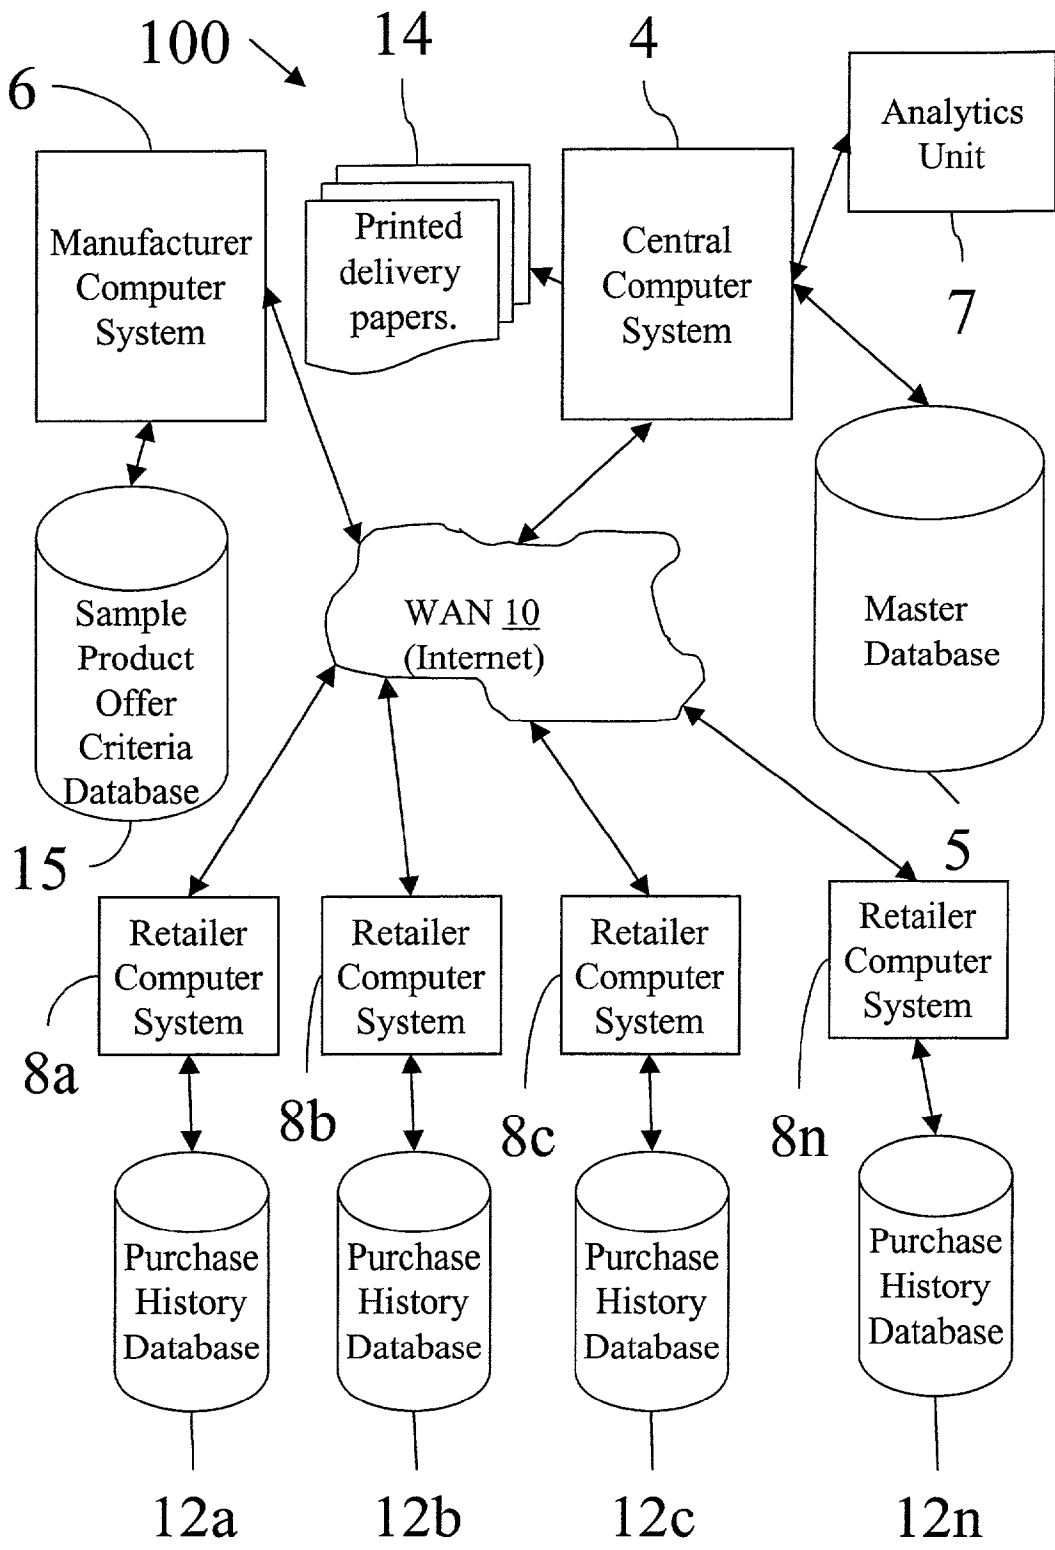 100
14
4
6
Analytics
Unit
Manufacturer
Computer
System
Printed
delivery
papers.
Central
Computer
System
7
Sample
Product
Offer
Criteria
Database
WAN 10
(Internet)
Master
Database
15
5
Retailer
Computer
System
Retailer
Computer
System
Retailer
Computer
System
Retailer
Computer
System
8a
8b
8c
8n
Purchase
History
Database
Purchase
History
Database
Purchase
History
Database
Purchase
History
Database
12a
12b
12c
12n